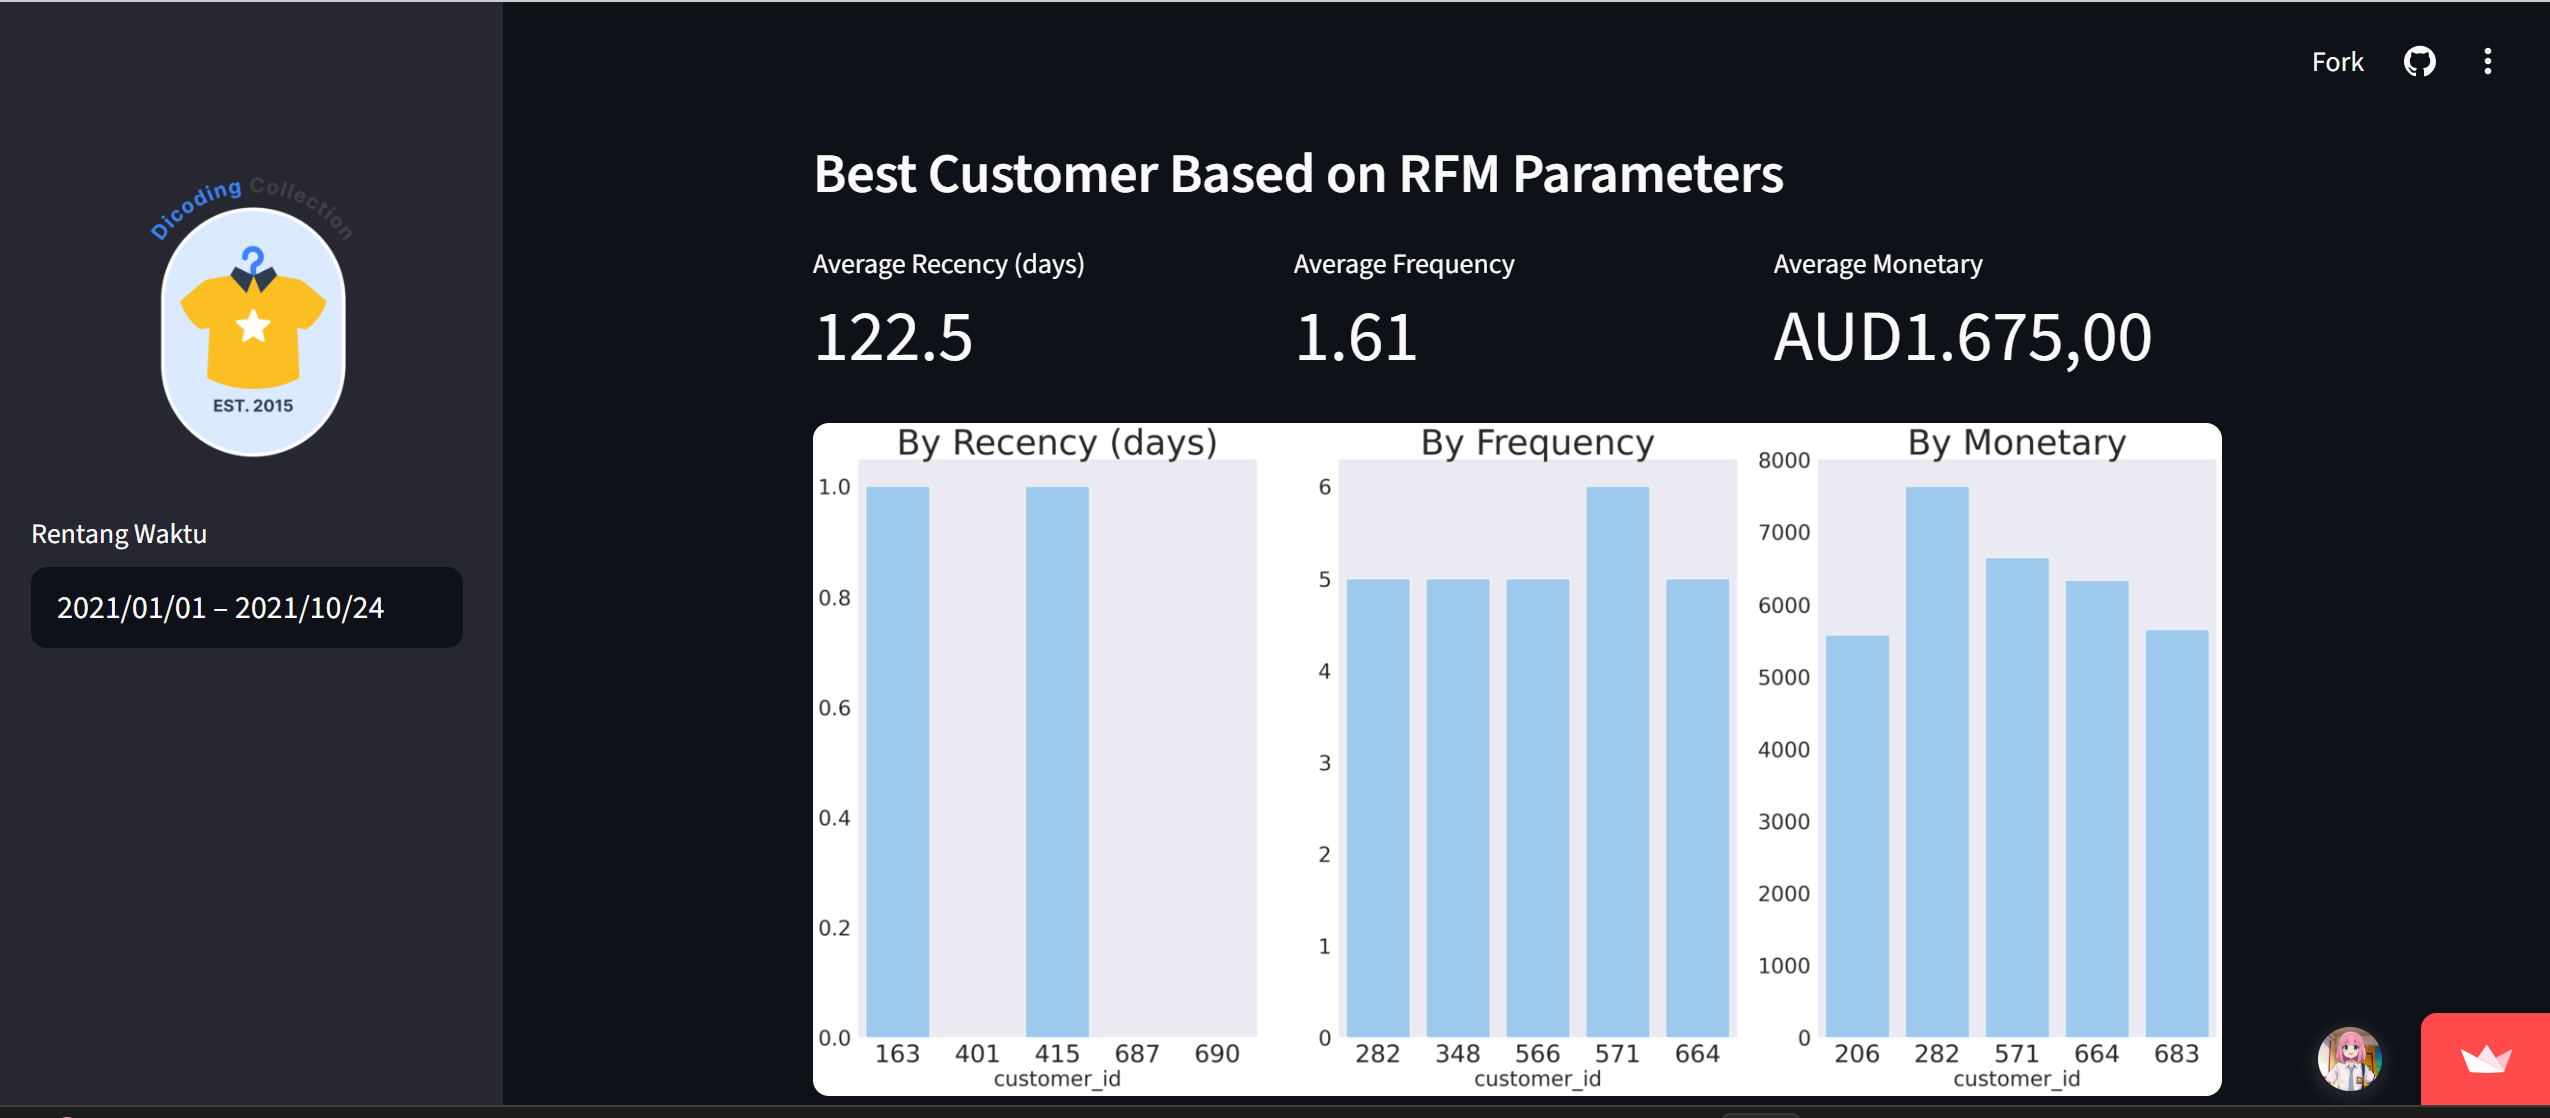 Fork
Dicoding Collection
EST. 2015
Rentang Waktu
2021/01/01 – 2021/10/24
Best Customer Based on RFM Parameters
Average Recency (days)
122.5
Average Frequency
1.61
Average Monetary
AUD1.675,00
By Recency (days)
1.0
0.8
0.6
0.4
0.2
0.0
163 401 415 687 690
customer_id
By Frequency
6
5
4
3
2
1
0
282 348 566 571 664
customer_id
By Monetary
8000
7000
6000
5000
4000
3000
2000
1000
0
206 282 571 664 683
customer_id